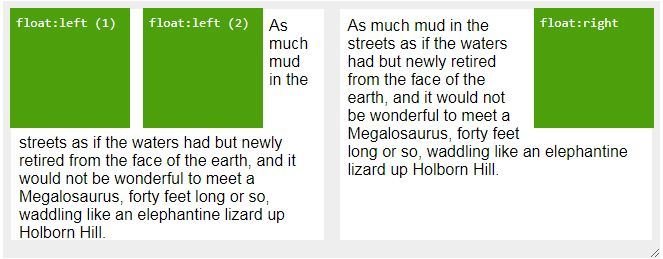 float:left (1)
float:left (2)
As
much
mud
in the
streets as if the waters had but newly
retired from the face of the earth, and it
would not be wonderful to meet a
Megalosaurus, forty feet long or so,
waddling like an elephantine lizard up
Holborn Hill.
As much mud in the
streets as if the waters
had but newly retired
from the face of the
earth, and it would not
be wonderful to meet a
Megalosaurus, forty feet
long or so, waddling like an elephantine
lizard up Holborn Hill.
float:right